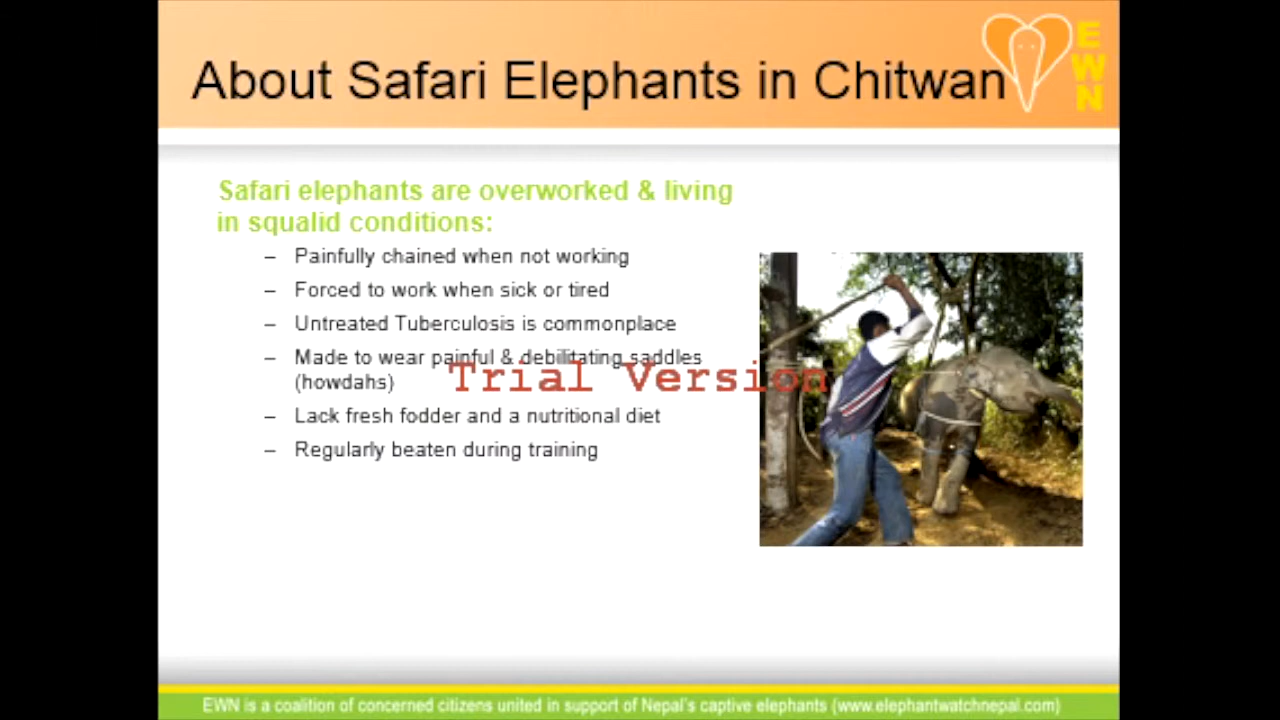 About Safari Elephants in Chitwan
EWN
Safari elephants are overworked & living
in squalid conditions:
– Painfully chained when not working
– Forced to work when sick or tired
– Untreated Tuberculosis is commonplace
– Made to wear painful & debilitating saddles
(howdahs)
Trial Version
– Lack fresh fodder and a nutritional diet
– Regularly beaten during training
EWN is a coalition of concerned citizens united in support of Nepal's captive elephants (www.elephantwatchnepal.com)